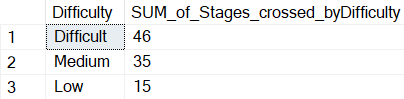 Difficulty SUM_of_Stages_crossed_byDifficulty
1 Difficult 46
2 Medium 35
3 Low 15